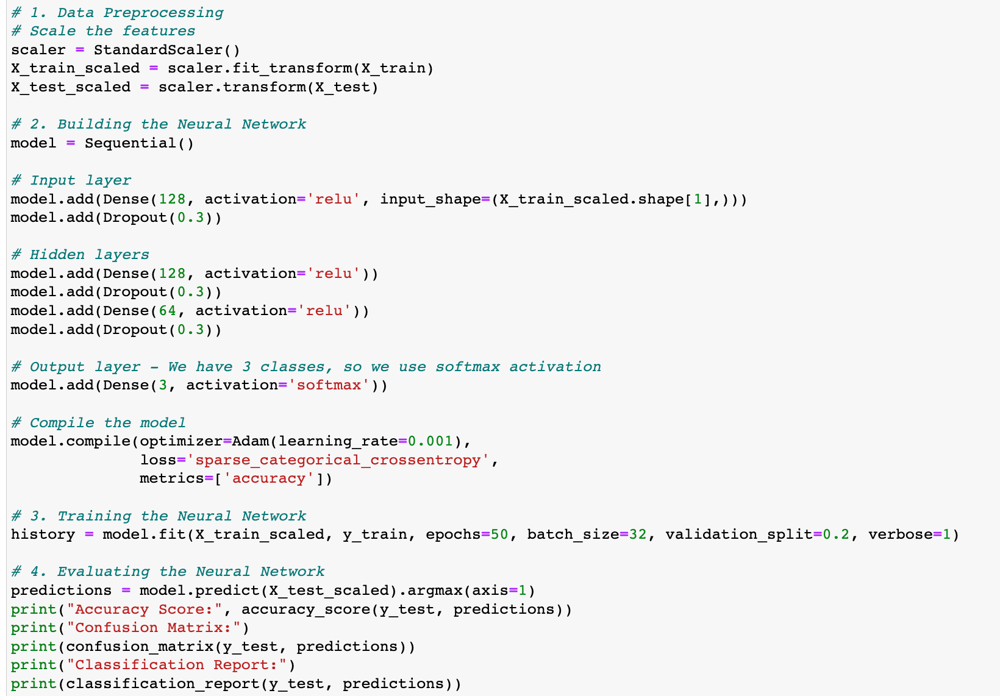 # 1. Data Preprocessing
# Scale the features
scaler = StandardScaler()
X_train_scaled = scaler.fit_transform(X_train)
X_test_scaled = scaler.transform(X_test)

# 2. Building the Neural Network
model = Sequential()

# Input layer
model.add(Dense(128, activation='relu', input_shape=(X_train_scaled.shape[1],)))
model.add(Dropout(0.3))

# Hidden layers
model.add(Dense(128, activation='relu'))
model.add(Dropout(0.3))
model.add(Dense(64, activation='relu'))
model.add(Dropout(0.3))

# Output layer – We have 3 classes, so we use softmax activation
model.add(Dense(3, activation='softmax'))

# Compile the model
model.compile(optimizer=Adam(learning_rate=0.001),
              loss='sparse_categorical_crossentropy',
              metrics=['accuracy'])

# 3. Training the Neural Network
history = model.fit(X_train_scaled, y_train, epochs=50, batch_size=32, validation_split=0.2, verbose=1)

# 4. Evaluating the Neural Network
predictions = model.predict(X_test_scaled).argmax(axis=1)
print("Accuracy Score:", accuracy_score(y_test, predictions))
print("Confusion Matrix:")
print(confusion_matrix(y_test, predictions))
print("Classification Report:")
print(classification_report(y_test, predictions))